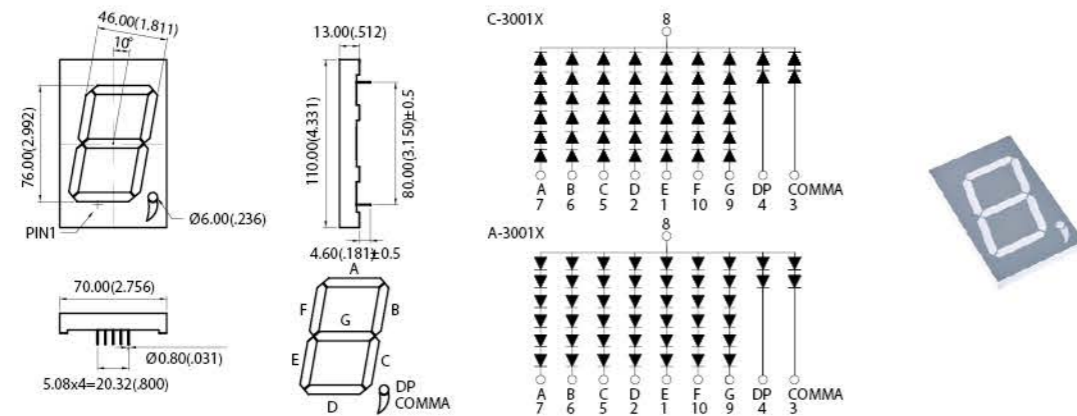 46.00(1.811)
10°
76.00(2.992)
PIN1
Ø6.00(.236)
13.00(.512)
110.00(4.331)
80.00(3.150)±0.5
4.60(.181)±0.5
70.00(2.756)
Ø0.80(.031)
5.08x4=20.32(.800)
A
F B
G
E C
D
DP
COMMA
C-3001X
8
A B C D E F G DP COMMA
7 6 5 2 1 10 9 4 3
A-3001X
8
A B C D E F G DP COMMA
7 6 5 2 1 10 9 4 3